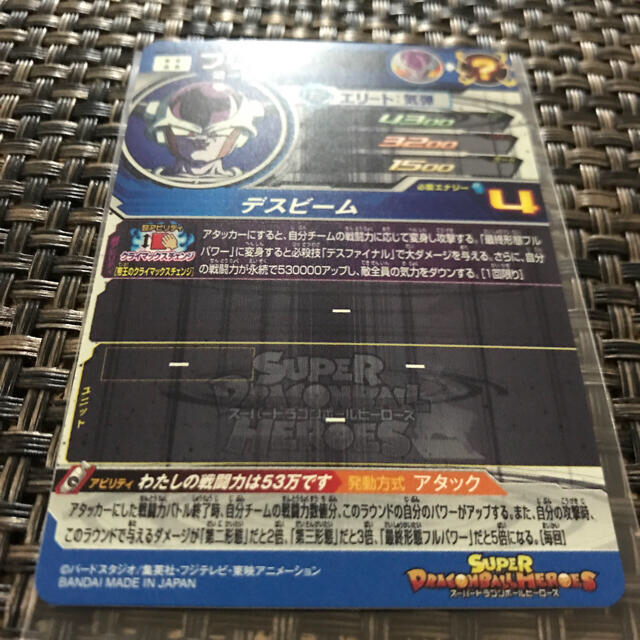 エリート：気弾
4300
3200
1500
必要エナジー
デスビーム
4
超アビリティ
アタッカーにすると、自分チームの戦闘力に応じて変身し攻撃する。「最終形態フル
パワー」に変身すると必殺技「デスファイナル」で大ダメージを与える。さらに、自分
の戦闘力が永続で530000アップし、敵全員の気力をダウンする。[1回限り]
クライマックスチェンジ
[帝王のクライマックスチェンジ]
ユニット
SUPER
DRAGONBALL
スーパードラゴンボールヒーローズ
HEROES
アビリティ わたしの戦闘力は53万です 発動方式 アタック
アタッカーにした戦闘力バトル終了時、自分チームの戦闘力数値分、このラウンドの自分のパワーがアップする。また、自分の攻撃時、
このラウンドで与えるダメージが「第二形態」だと2倍、「第三形態」だと3倍、「最終形態フルパワー」だと5倍になる。[毎回]
©バードスタジオ/集英社・フジテレビ・東映アニメーション
BANDAI MADE IN JAPAN
SUPER
DRAGONBALL HEROES
スーパードラゴンボールヒーローズ